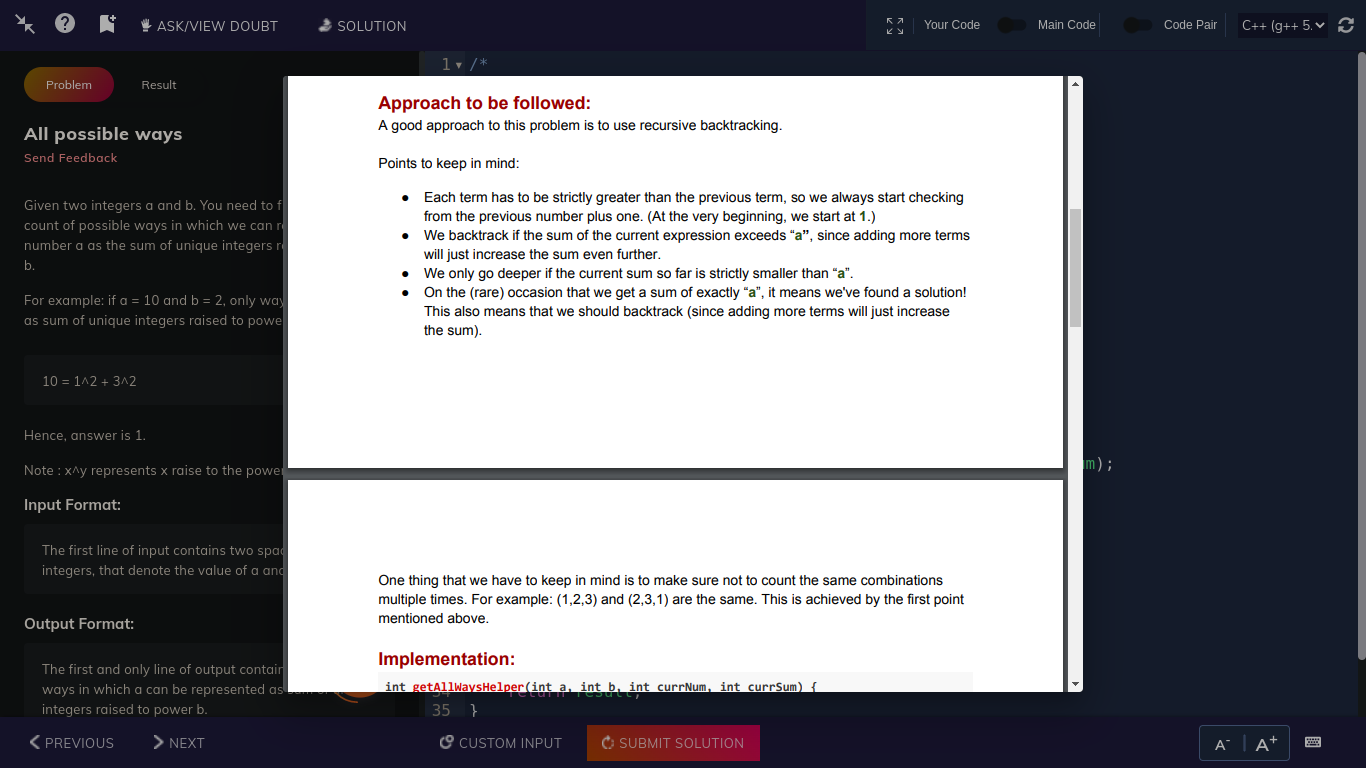 ASK/VIEW DOUBT
SOLUTION
Your Code
Main Code
Code Pair
C++ (g++ 5.
Problem
Result
1 /*
All possible ways
Send Feedback
Given two integers a and b. You need to f
count of possible ways in which we can r
number a as the sum of unique integers r
b.
For example: if a = 10 and b = 2, only way
as sum of unique integers raised to powe
10 = 1^2 + 3^2
Hence, answer is 1.
Note : x^y represents x raise to the power
Input Format:
The first line of input contains two spac
integers, that denote the value of a and
Output Format:
The first and only line of output contain
ways in which a can be represented as sum of
integers raised to power b.
Approach to be followed:
A good approach to this problem is to use recursive backtracking.
Points to keep in mind:
● Each term has to be strictly greater than the previous term, so we always start checking
from the previous number plus one. (At the very beginning, we start at 1.)
● We backtrack if the sum of the current expression exceeds “a”, since adding more terms
will just increase the sum even further.
● We only go deeper if the current sum so far is strictly smaller than “a”.
● On the (rare) occasion that we get a sum of exactly “a”, it means we've found a solution!
This also means that we should backtrack (since adding more terms will just increase
the sum).
One thing that we have to keep in mind is to make sure not to count the same combinations
multiple times. For example: (1,2,3) and (2,3,1) are the same. This is achieved by the first point
mentioned above.
Implementation:
int getAllWaysHelper(int a, int b, int currNum, int currSum) {
m);
34 return result;
35 }
PREVIOUS
NEXT
CUSTOM INPUT
SUBMIT SOLUTION
A- | A+